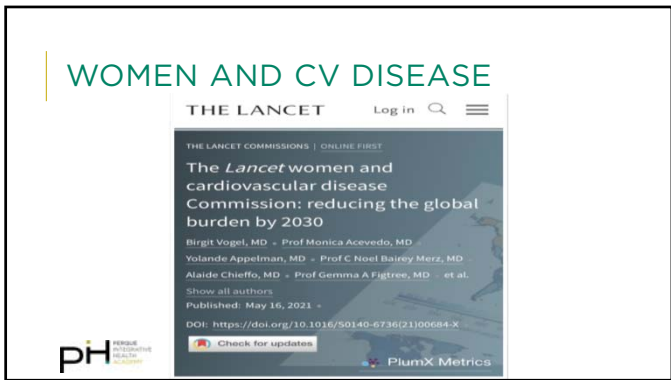 WOMEN AND CV DISEASE
THE LANCET Log in
THE LANCET COMMISSIONS | ONLINE FIRST
The Lancet women and
cardiovascular disease
Commission: reducing the global
burden by 2030
Birgit Vogel, MD • Prof Monica Acevedo, MD •
Yolande Appelman, MD • Prof C Noel Bairey Merz, MD •
Alaide Chieffo, MD • Prof Gemma A Figtree, MD • et al.
Show all authors
Published: May 16, 2021 •
DOI: https://doi.org/10.1016/S0140-6736(21)00684-X
Check for updates
PlumX Metrics
pH PERQUE
INTEGRATIVE
HEALTH
ACADEMY